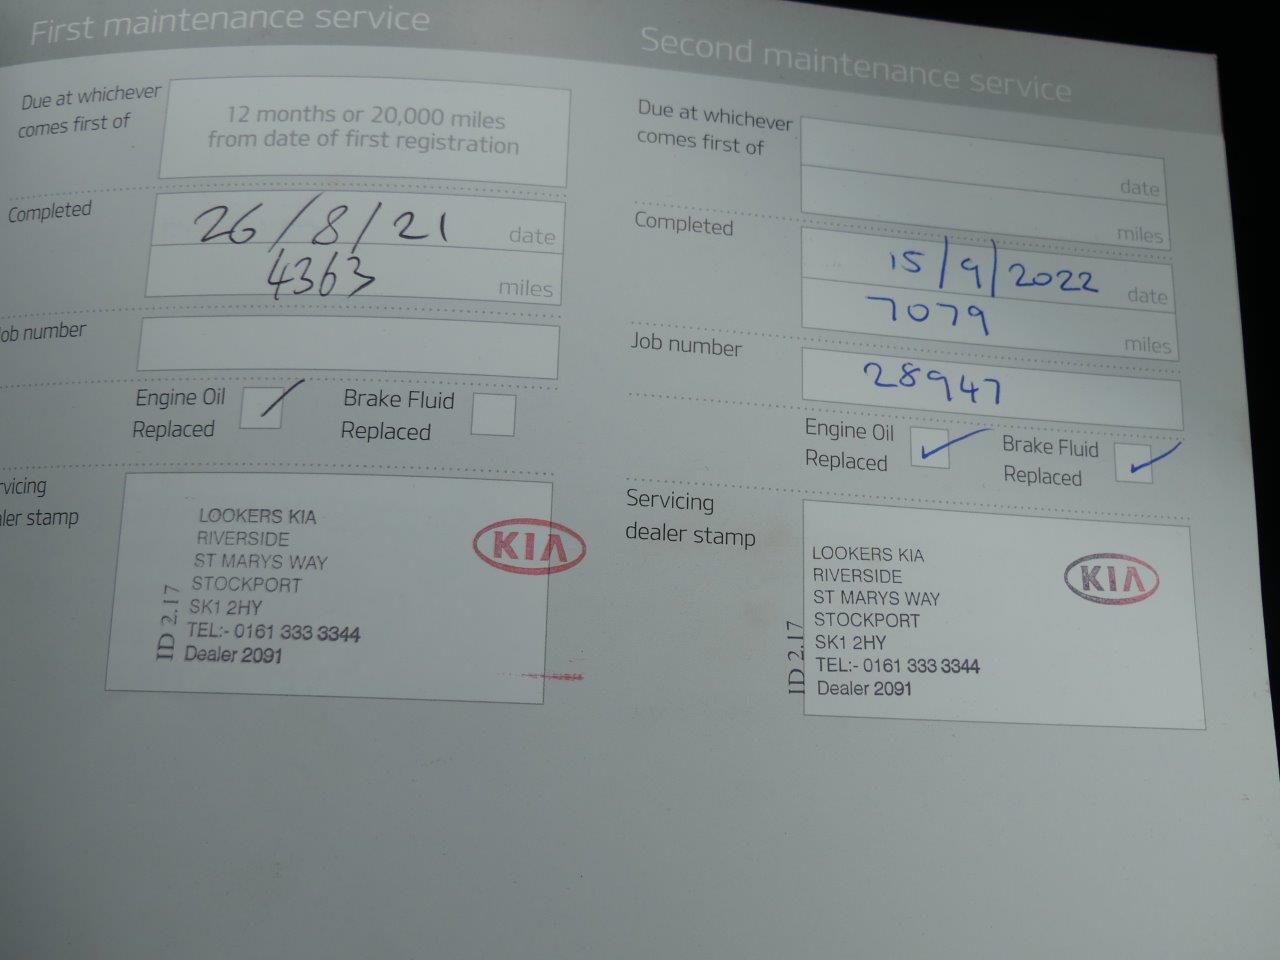 First maintenance service
Due at whichever
comes first of
12 months or 20,000 miles
from date of first registration
Completed
26/8/21 date
4363 miles
ob number
Engine Oil
Replaced
Brake Fluid
Replaced
rvicing
ler stamp
LOOKERS KIA
RIVERSIDE
ST MARYS WAY
STOCKPORT
SK1 2HY
TEL:- 0161 333 3344
Dealer 2091
ID 2.17
KIA
Second maintenance service
Due at whichever
comes first of
date
miles
Completed
15/9/2022 date
7079 miles
Job number
28947
Engine Oil
Replaced
Brake Fluid
Replaced
Servicing
dealer stamp
LOOKERS KIA
RIVERSIDE
ST MARYS WAY
STOCKPORT
SK1 2HY
TEL:- 0161 333 3344
Dealer 2091
ID 2.17
KIA